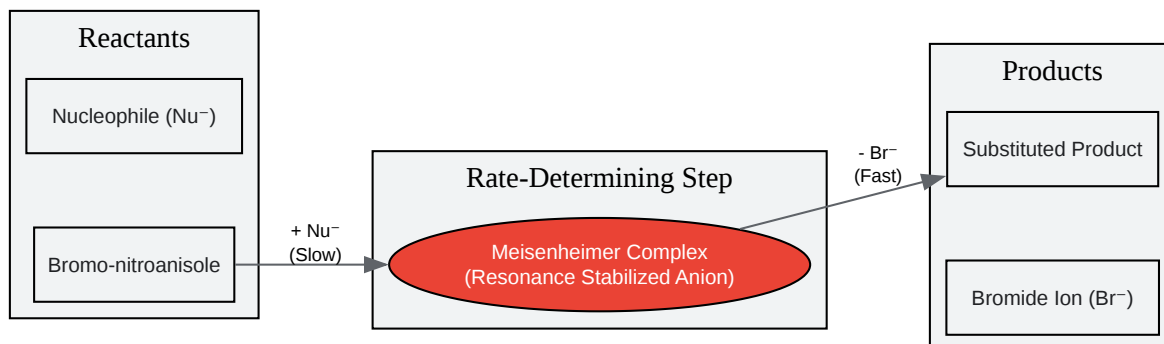 Reactants
Nucleophile (Nu⁻)
Bromo-nitroanisole
+ Nu⁻
(Slow)
Rate-Determining Step
Meisenheimer Complex
(Resonance Stabilized Anion)
- Br⁻
(Fast)
Products
Substituted Product
Bromide Ion (Br⁻)